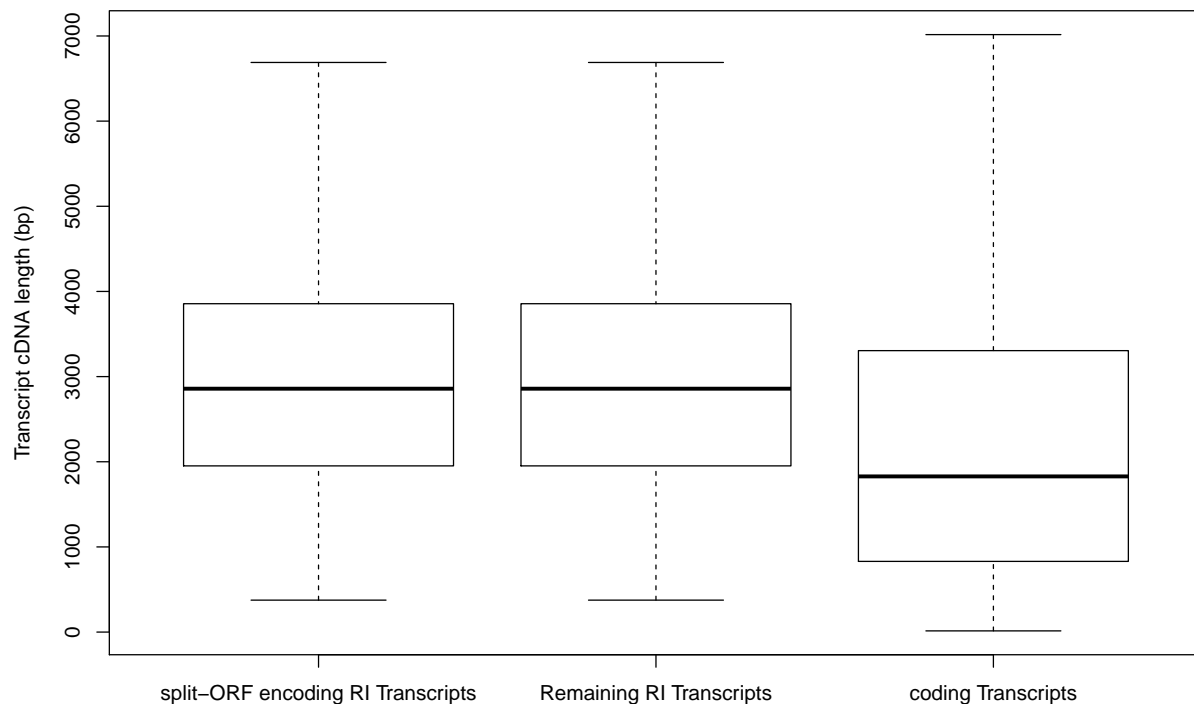 Transcript cDNA length (bp)
7000
6000
5000
4000
3000
2000
1000
0
split−ORF encoding RI Transcripts
Remaining RI Transcripts
coding Transcripts